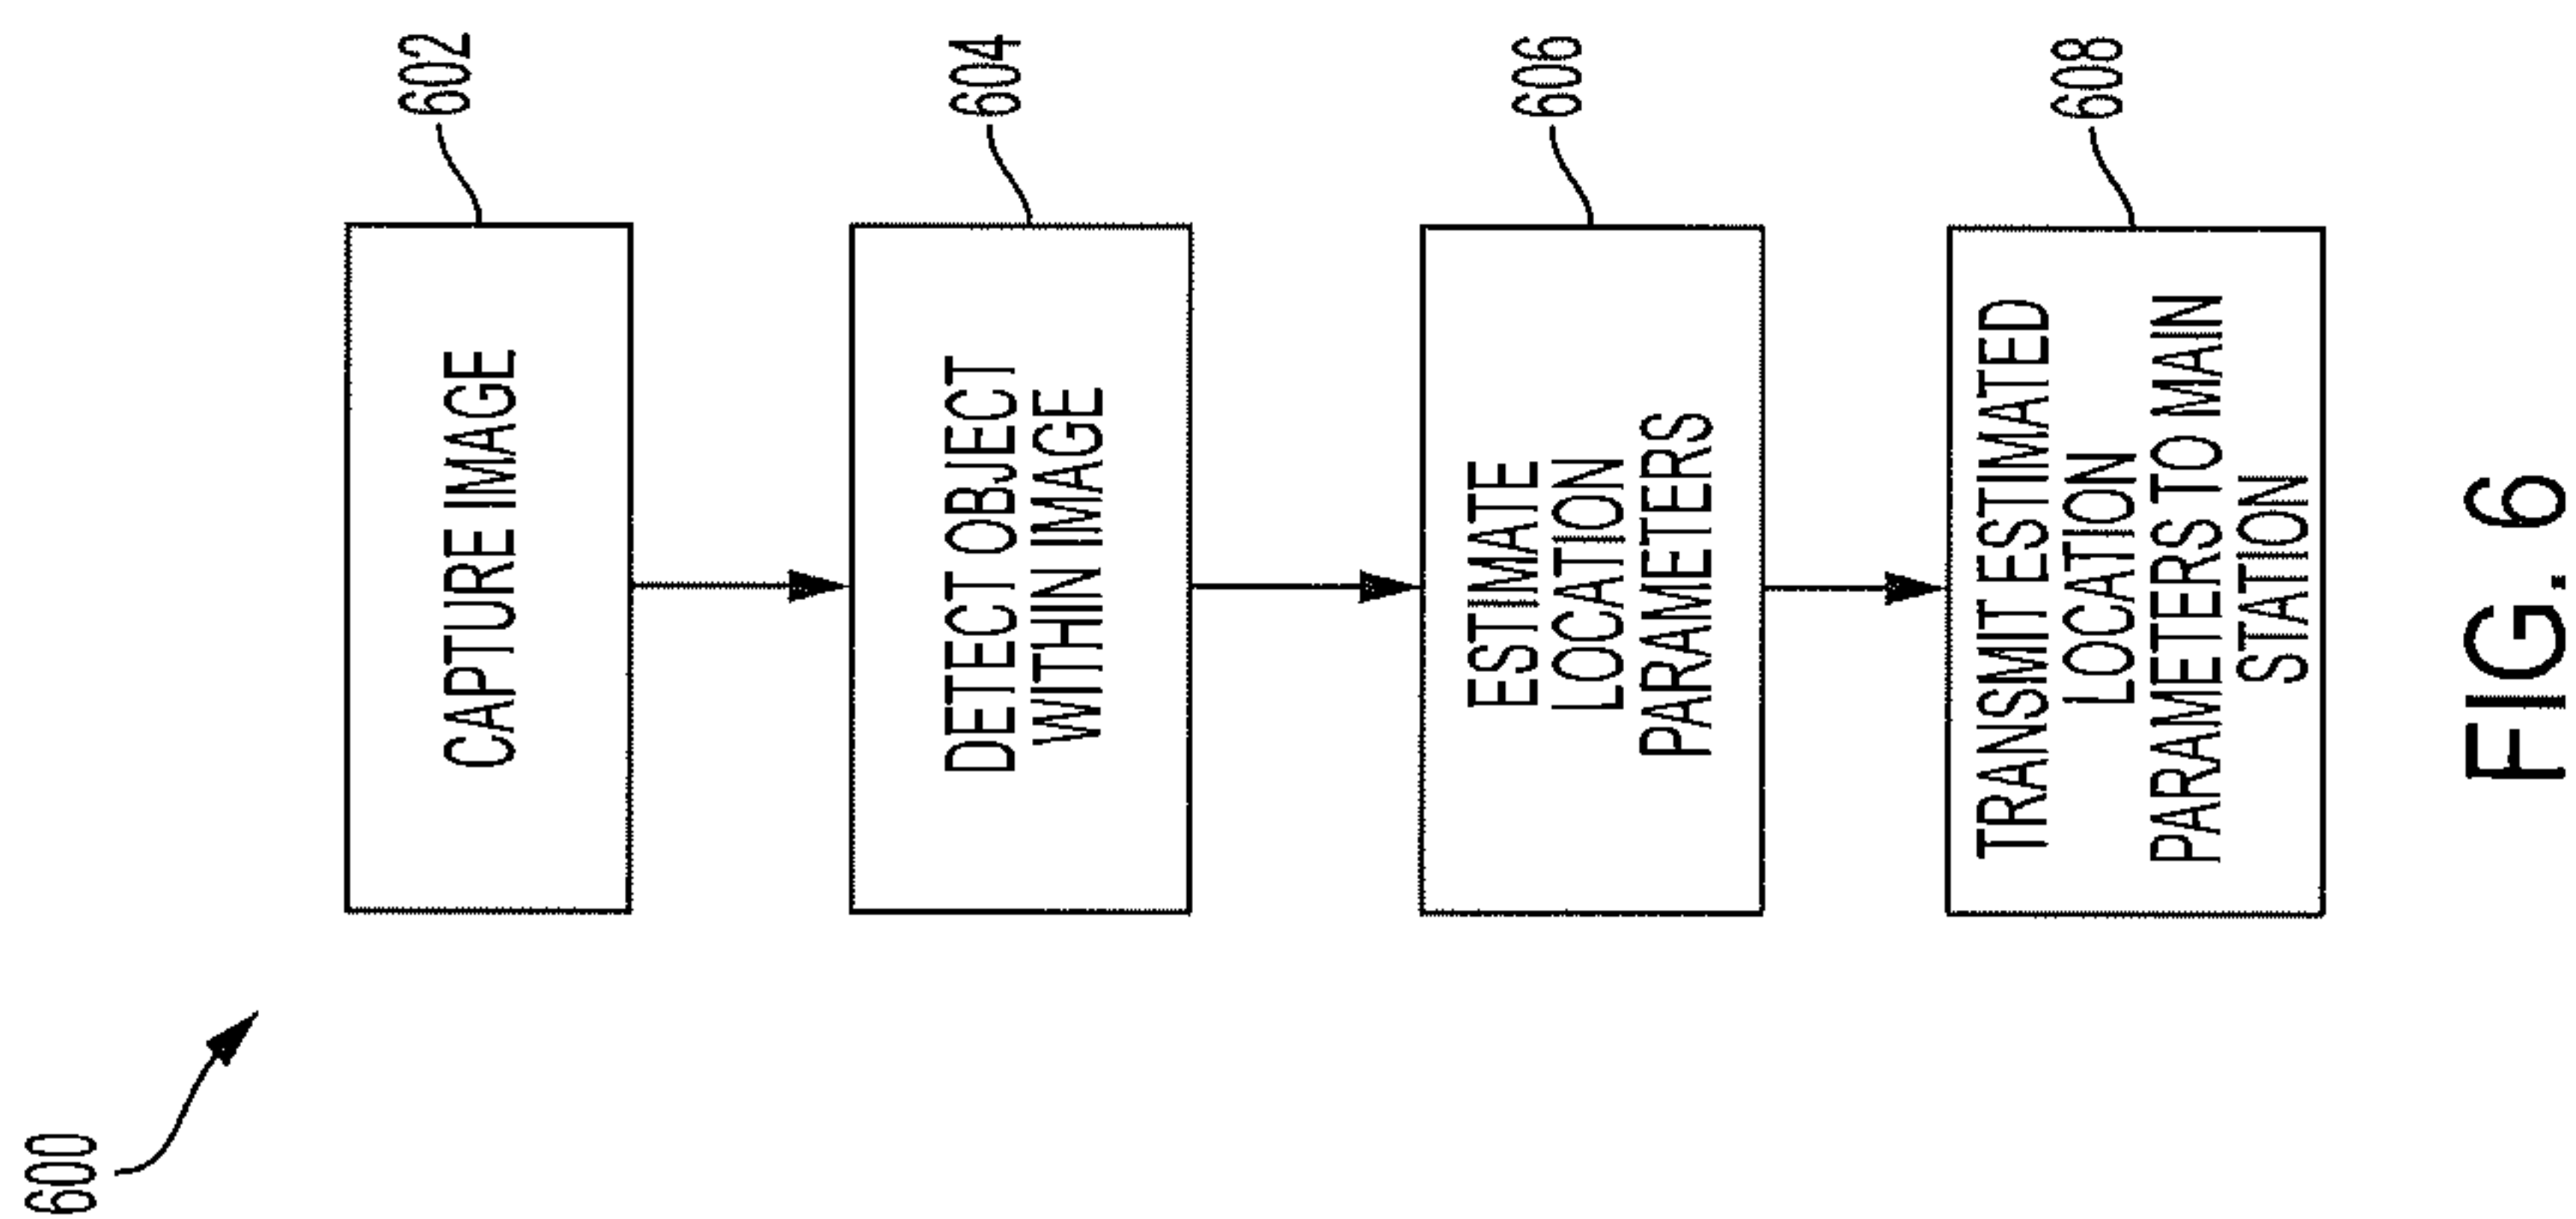 600
CAPTURE IMAGE
602
DETECT OBJECT
WITHIN IMAGE
604
ESTIMATE
LOCATION
PARAMETERS
606
TRANSMIT ESTIMATED
LOCATION
PARAMETERS TO MAIN
STATION
608
FIG. 6